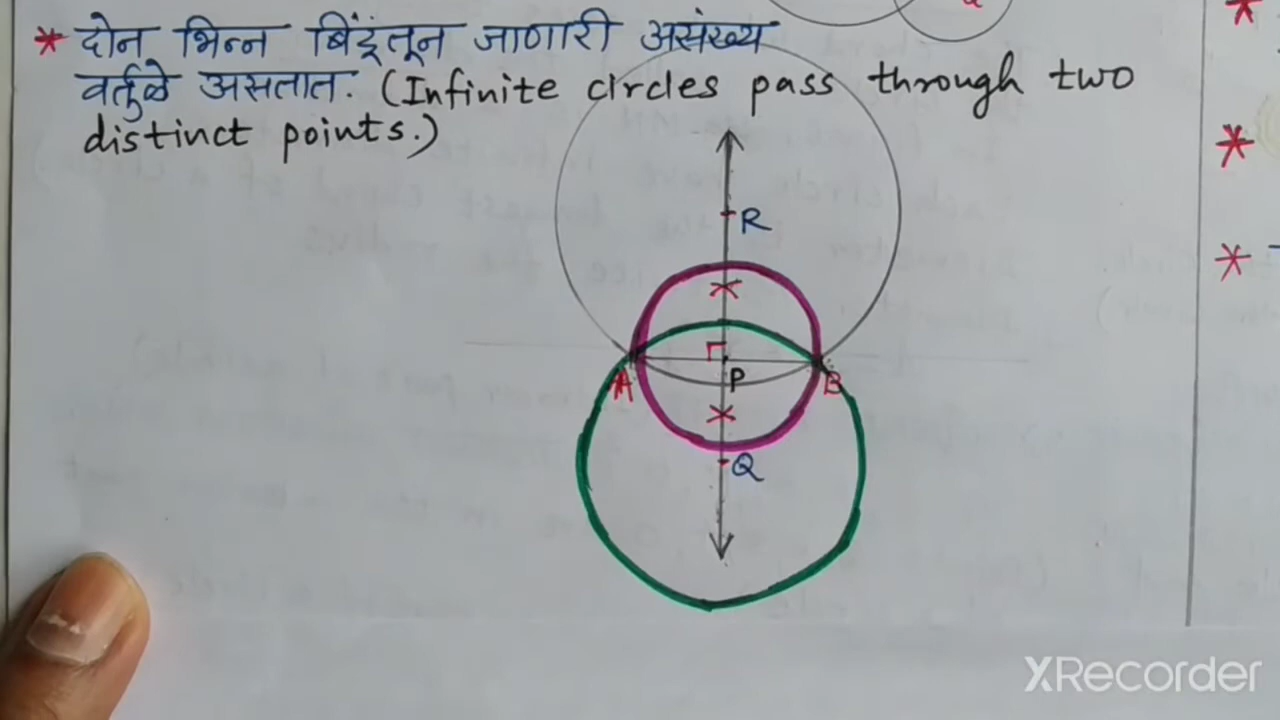 * दोन भिन्न बिंदूंतून जाणारी असंख्य
वर्तुळे असतात. (Infinite circles pass through two
distinct points.)
R
A
P
B
Q
XRecorder